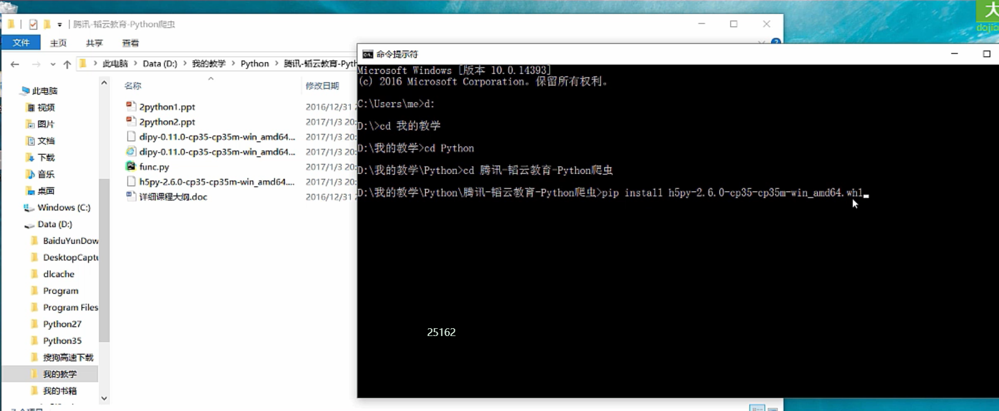 腾讯-韬云教育-Python爬虫
文件 主页 共享 查看
此电脑 > Data (D:) > 我的教学 > Python > 腾讯-韬云教育-Pyth
名称 修改日期
此电脑
视频
图片
文档
下载
音乐
桌面
Windows (C:)
Data (D:)
BaiduYunDow
DesktopCaptu
dlcache
Program
Program Files
Python27
Python35
搜狗高速下载
我的教学
我的书籍
2python1.ppt 2016/12/31 2
2python2.ppt 2017/1/3 20:
dipy-0.11.0-cp35-cp35m-win_amd64... 2017/1/3 20:
dipy-0.11.0-cp35-cp35m-win_amd64... 2017/1/3 20:
func.py 2017/1/3 20:
h5py-2.6.0-cp35-cp35m-win_amd64.... 2017/1/3 20:
详细课程大纲.doc 2016/12/31 2
命令提示符
Microsoft Windows [版本 10.0.14393]
(c) 2016 Microsoft Corporation。保留所有权利。
C:\Users\me>d:
D:\>cd 我的教学
D:\我的教学>cd Python
D:\我的教学\Python>cd 腾讯-韬云教育-Python爬虫
D:\我的教学\Python\腾讯-韬云教育-Python爬虫>pip install h5py-2.6.0-cp35-cp35m-win_amd64.whl
25162
大
dajia